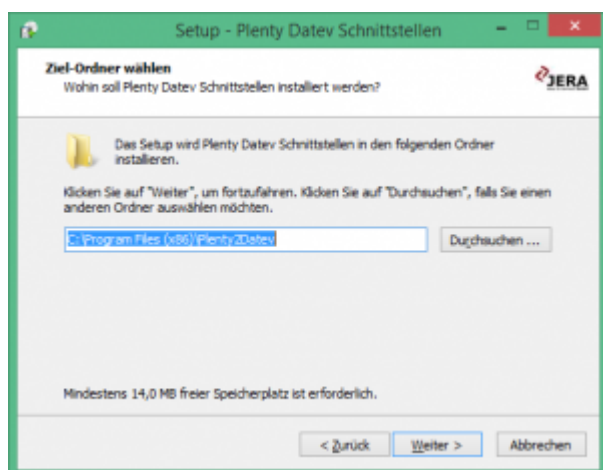 Setup - Plenty Datev Schnittstellen
Ziel-Ordner wählen
Wohin soll Plenty Datev Schnittstellen installiert werden?
JERA
Das Setup wird Plenty Datev Schnittstellen in den folgenden Ordner
installieren.
Klicken Sie auf "Weiter", um fortzufahren. Klicken Sie auf "Durchsuchen", falls Sie einen
anderen Ordner auswählen möchten.
C:\Program Files (x86)\Plenty2Datev
Durchsuchen ...
Mindestens 14,0 MB freier Speicherplatz ist erforderlich.
< Zurück Weiter > Abbrechen